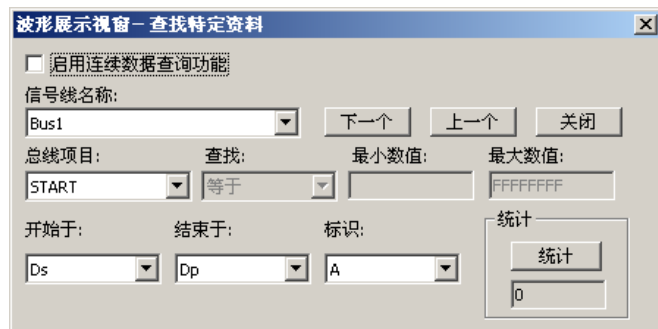 波形展示視窗－查找特定资料
启用连续数据查询功能
信号线名称:
Bus1 下一个 上一个 关闭
总线项目: 查找: 最小数值: 最大数值:
START 等于 FFFFFFFF
开始于: 结束于: 标识: 统计
Ds Dp A 统计
0